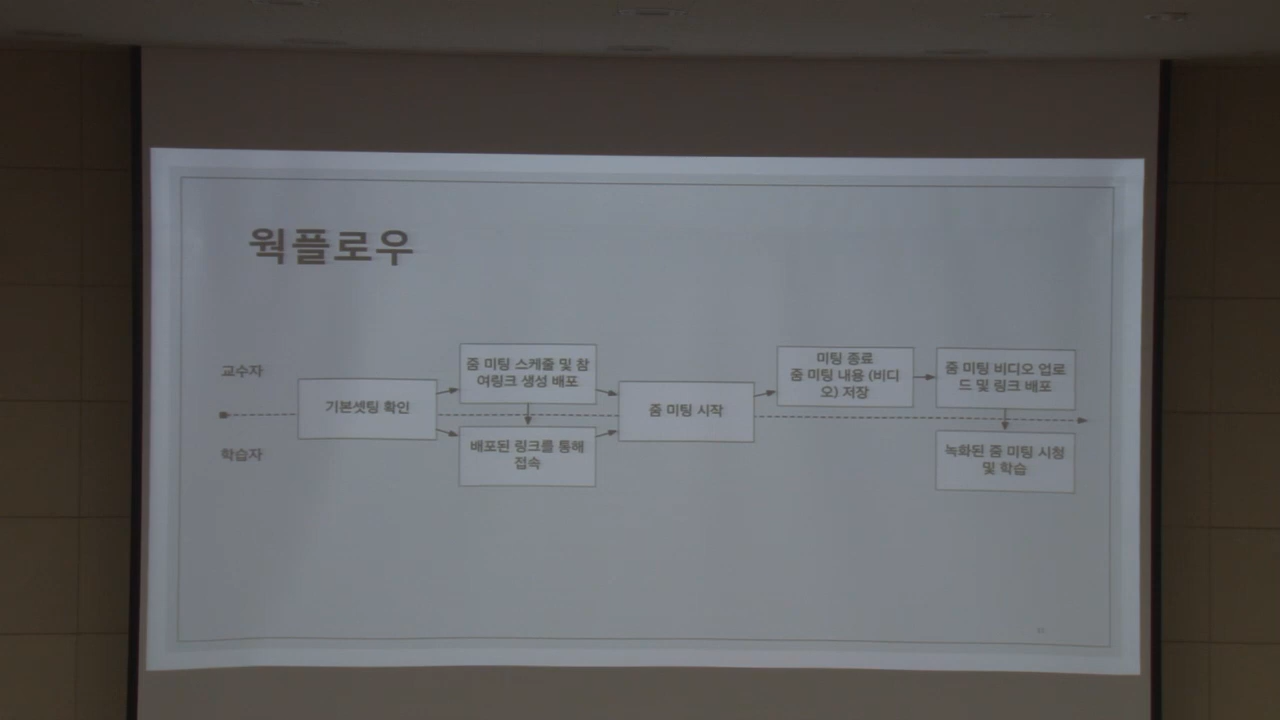 웍플로우
교수자
학습자
기본셋팅 확인
줌 미팅 스케줄 및 참
여링크 생성 배포
배포된 링크를 통해
접속
줌 미팅 시작
미팅 종료
줌 미팅 내용 (비디
오) 저장
줌 미팅 비디오 업로
드 및 링크 배포
녹화된 줌 미팅 시청
및 학습